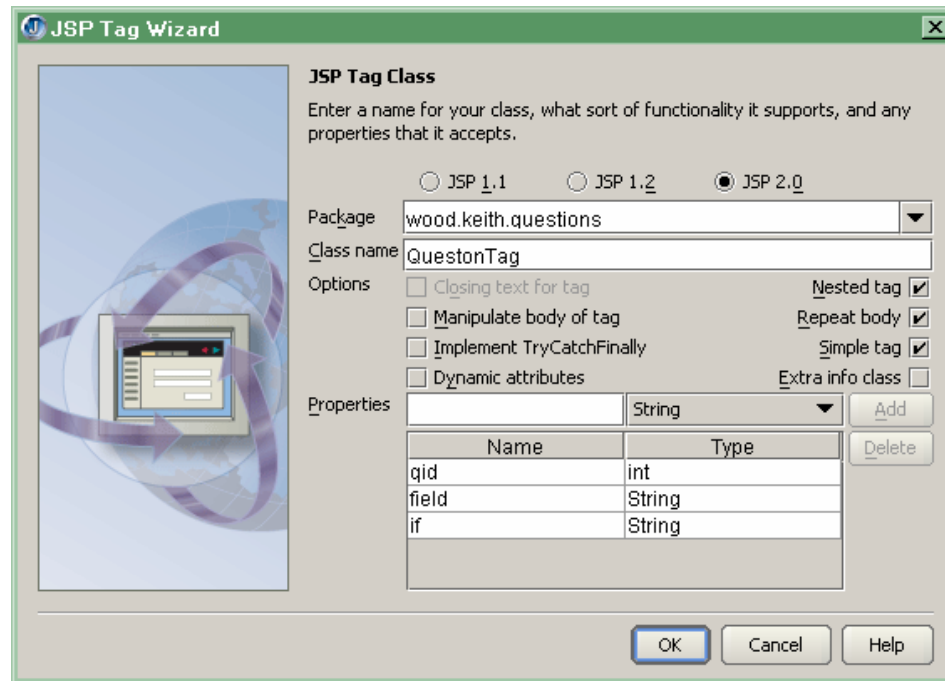 JSP Tag Wizard
JSP Tag Class
Enter a name for your class, what sort of functionality it supports, and any
properties that it accepts.
JSP 1.1 JSP 1.2 JSP 2.0
Package wood.keith.questions
Class name QuestonTag
Options Closing text for tag Nested tag
Manipulate body of tag Repeat body
Implement TryCatchFinally Simple tag
Dynamic attributes Extra info class
Properties String Add
Name Type Delete
qid int
field String
if String
OK Cancel Help